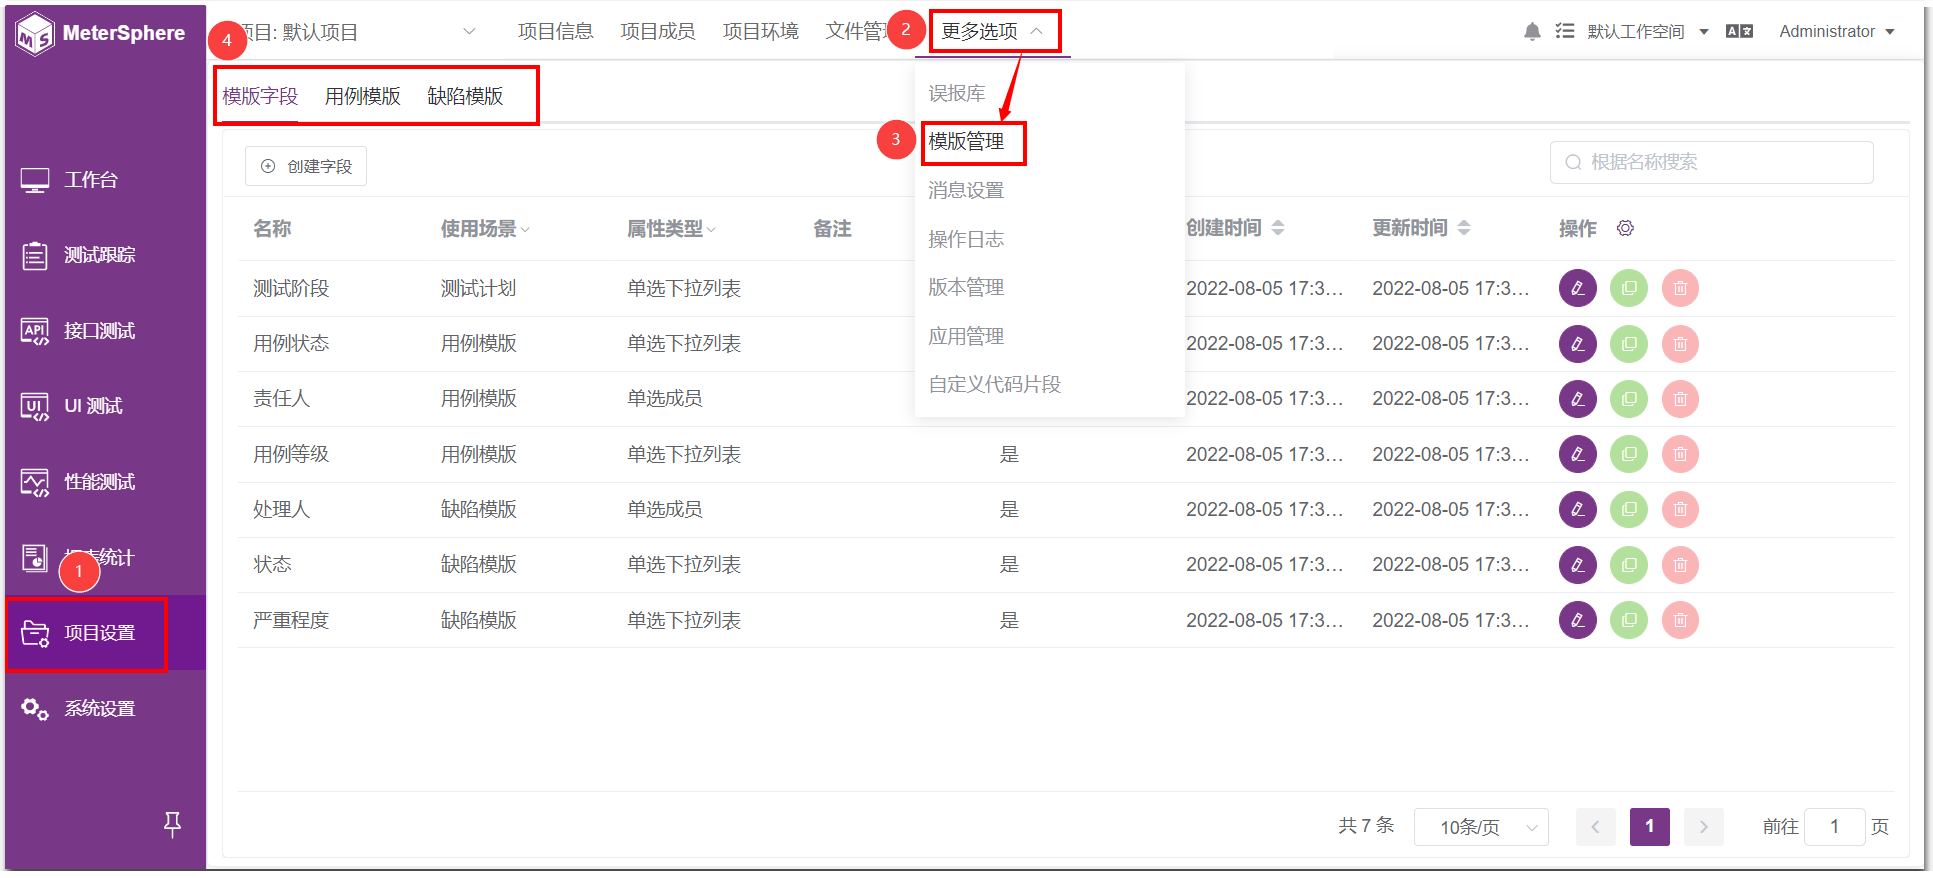 MeterSphere
工作台
测试跟踪
API 接口测试
UI UI 测试
性能测试
统计
1
项目设置
系统设置
4 目: 默认项目
项目信息 项目成员 项目环境 文件管 2 更多选项
默认工作空间 Administrator
模版字段 用例模版 缺陷模版
误报库
3 模版管理
消息设置
操作日志
版本管理
应用管理
自定义代码片段
创建字段
根据名称搜索
名称 使用场景 属性类型 备注 创建时间 更新时间 操作
测试阶段 测试计划 单选下拉列表 2022-08-05 17:3... 2022-08-05 17:3...
用例状态 用例模版 单选下拉列表 2022-08-05 17:3... 2022-08-05 17:3...
责任人 用例模版 单选成员 2022-08-05 17:3... 2022-08-05 17:3...
用例等级 用例模版 单选下拉列表 是 2022-08-05 17:3... 2022-08-05 17:3...
处理人 缺陷模版 单选成员 是 2022-08-05 17:3... 2022-08-05 17:3...
状态 缺陷模版 单选下拉列表 是 2022-08-05 17:3... 2022-08-05 17:3...
严重程度 缺陷模版 单选下拉列表 是 2022-08-05 17:3... 2022-08-05 17:3...
共 7 条 10条/页 1 前往 1 页